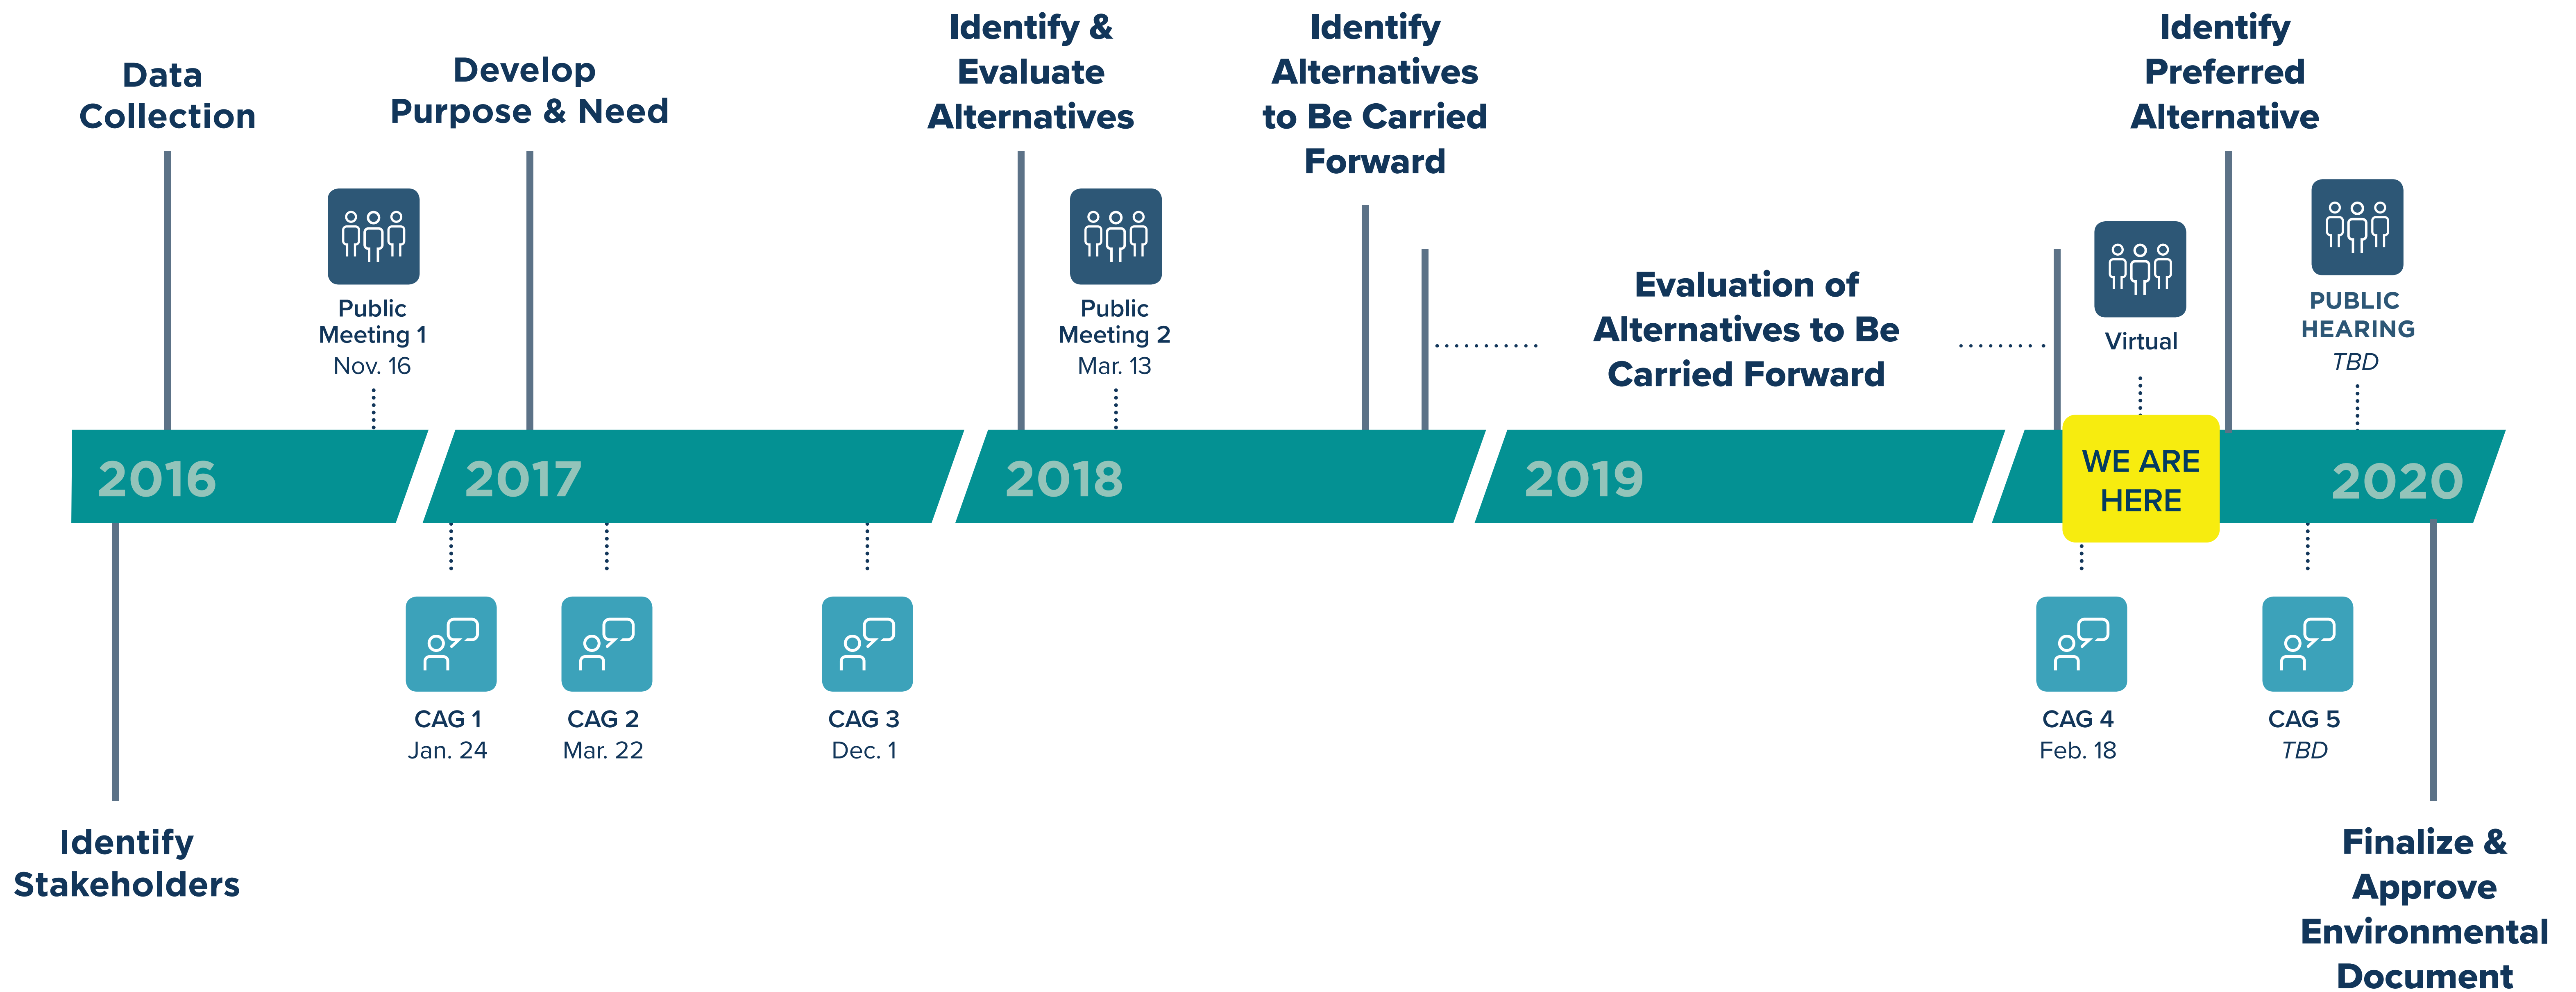 Data
Collection
Develop
Purpose & Need
Identify &
Evaluate
Alternatives
Identify
Alternatives
to Be Carried
Forward
Identify
Preferred
Alternative
Public
Meeting 1
Nov. 16
Public
Meeting 2
Mar. 13
Evaluation of
Alternatives to Be
Carried Forward
Virtual
PUBLIC
HEARING
TBD
2016
2017
2018
2019
WE ARE
HERE
2020
CAG 1
Jan. 24
CAG 2
Mar. 22
CAG 3
Dec. 1
CAG 4
Feb. 18
CAG 5
TBD
Identify
Stakeholders
Finalize &
Approve
Environmental
Document